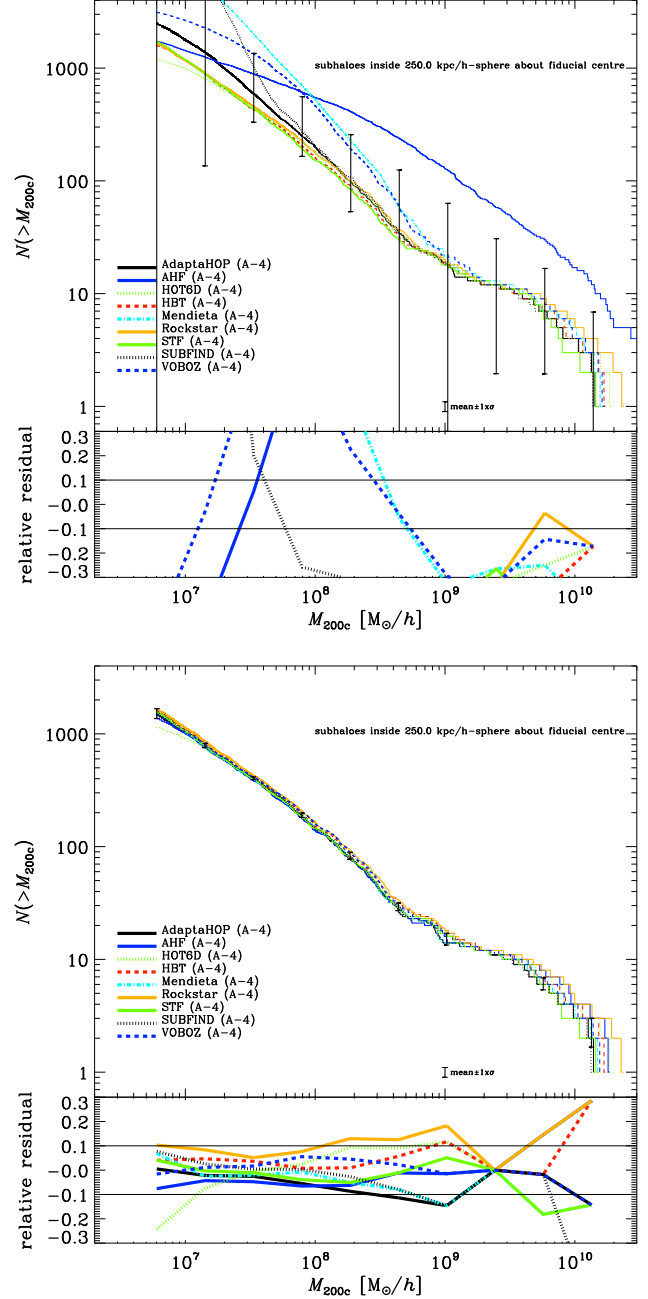 1000
subhaloes inside 250.0 kpc/h-sphere about fiducial centre
100
N(>M200c)
10
1
AdaptaHOP (A-4)
AHF (A-4)
HOT6D (A-4)
HBT (A-4)
Mendieta (A-4)
Rockstar (A-4)
STF (A-4)
SUBFIND (A-4)
VOBOZ (A-4)
mean±1xσ
relative residual
0.3
0.2
0.1
-0.0
-0.1
-0.2
-0.3
10^7
10^8
10^9
10^10
M200c [M☉/h]
1000
subhaloes inside 250.0 kpc/h-sphere about fiducial centre
100
N(>M200c)
10
1
AdaptaHOP (A-4)
AHF (A-4)
HOT6D (A-4)
HBT (A-4)
Mendieta (A-4)
Rockstar (A-4)
STF (A-4)
SUBFIND (A-4)
VOBOZ (A-4)
mean±1xσ
relative residual
0.3
0.2
0.1
-0.0
-0.1
-0.2
-0.3
10^7
10^8
10^9
10^10
M200c [M☉/h]